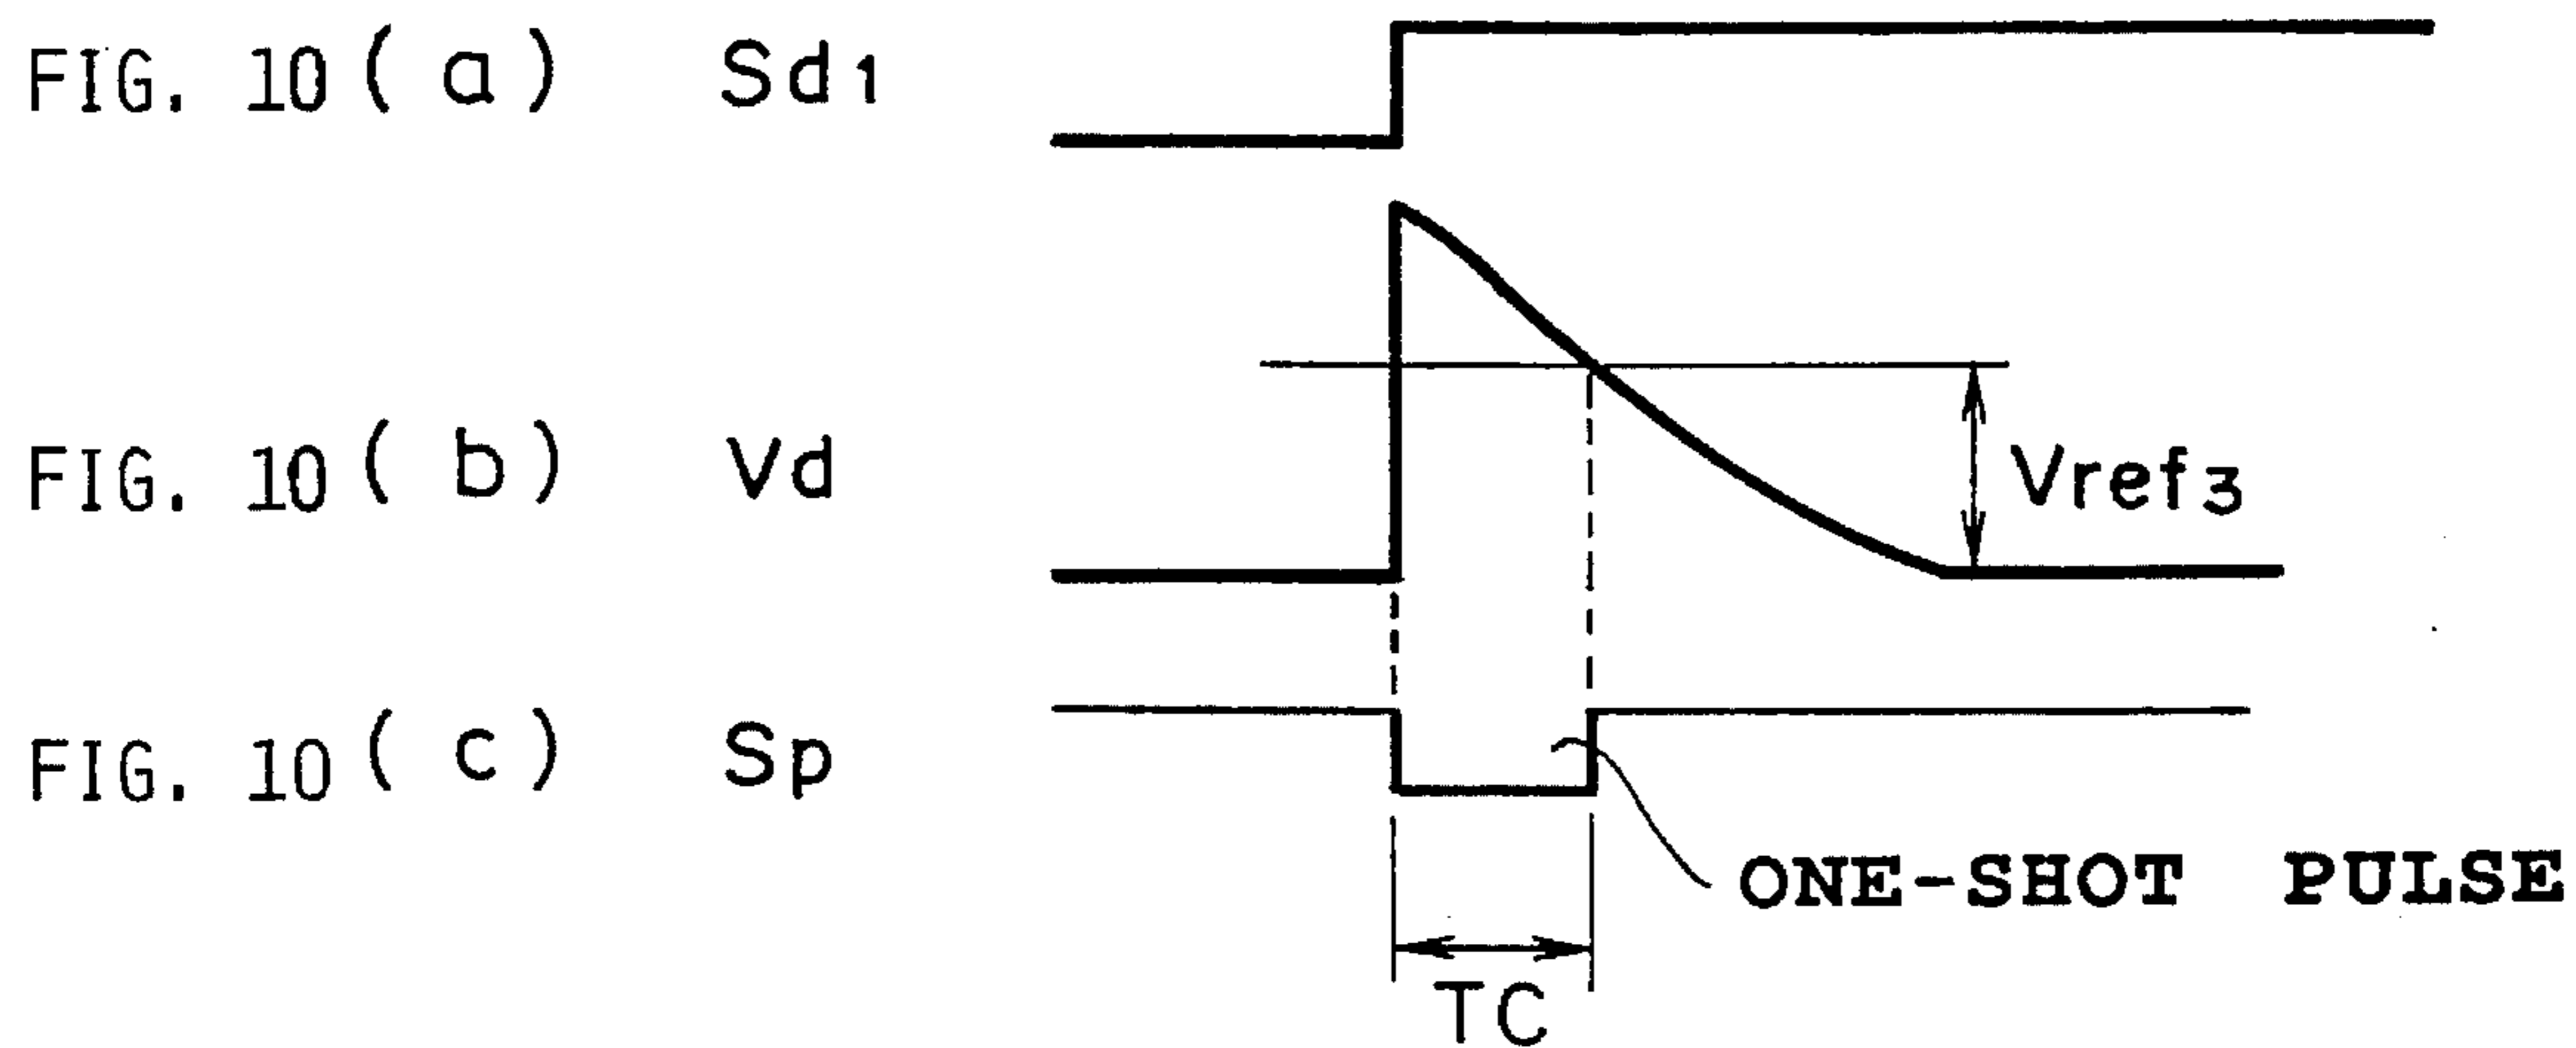 FIG. 10 (a) Sd1
FIG. 10 (b) Vd
Vref3
FIG. 10 (c) Sp
ONE-SHOT PULSE
TC